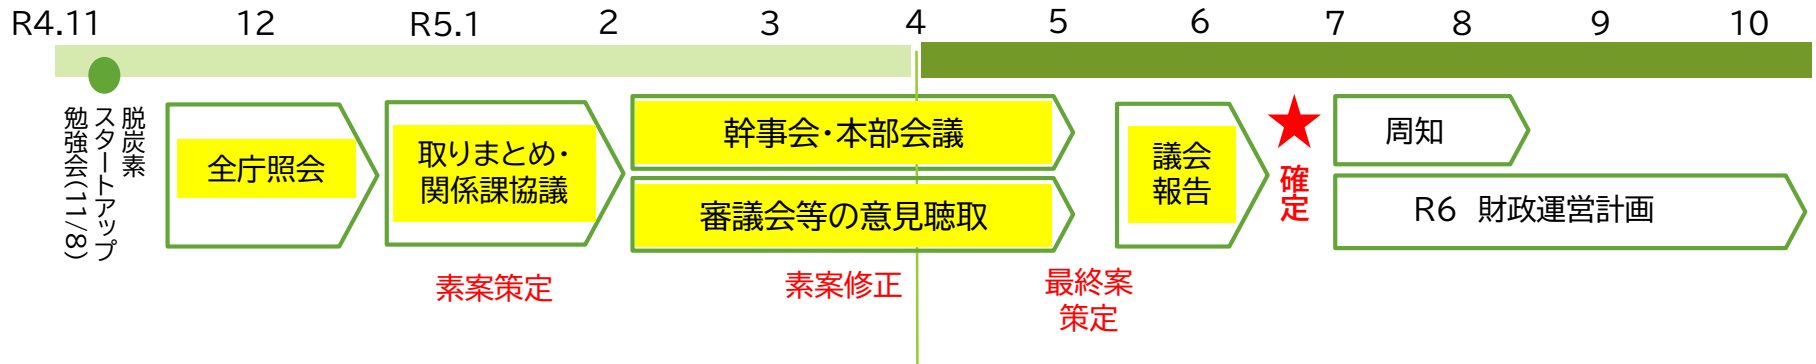 R4.11 12 R5.1 2 3 4 5 6 7 8 9 10
脱炭素
スタートアップ
勉強会(11/8)
全庁照会
取りまとめ・
関係課協議
幹事会・本部会議
審議会等の意見聴取
議会
報告
確定
周知
R6 財政運営計画
素案策定
素案修正
最終案
策定